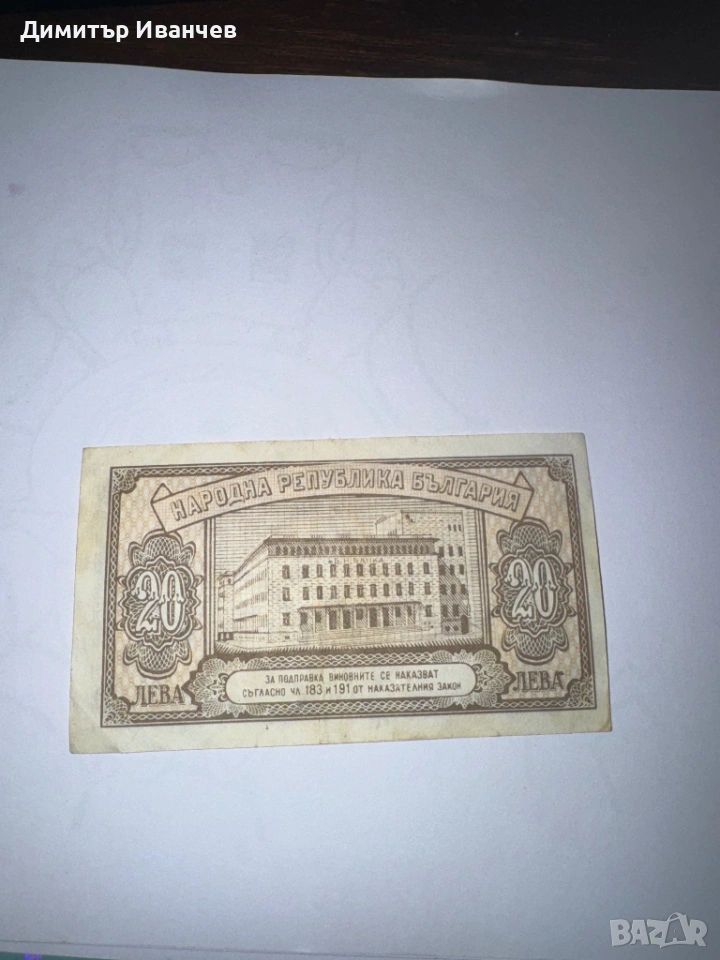 Димитър Иванчев
НАРОДНА РЕПУБЛИКА БЪЛГАРИЯ
20
20
ЗА ПОДПРАВКА ВИНОВНИТЕ СЕ НАКАЗВАТ
СЪГЛАСНО ЧЛ. 183 И 191 ОТ НАКАЗАТЕЛНИЯ ЗАКОН
ЛЕВА
ЛЕВА
BAZAR